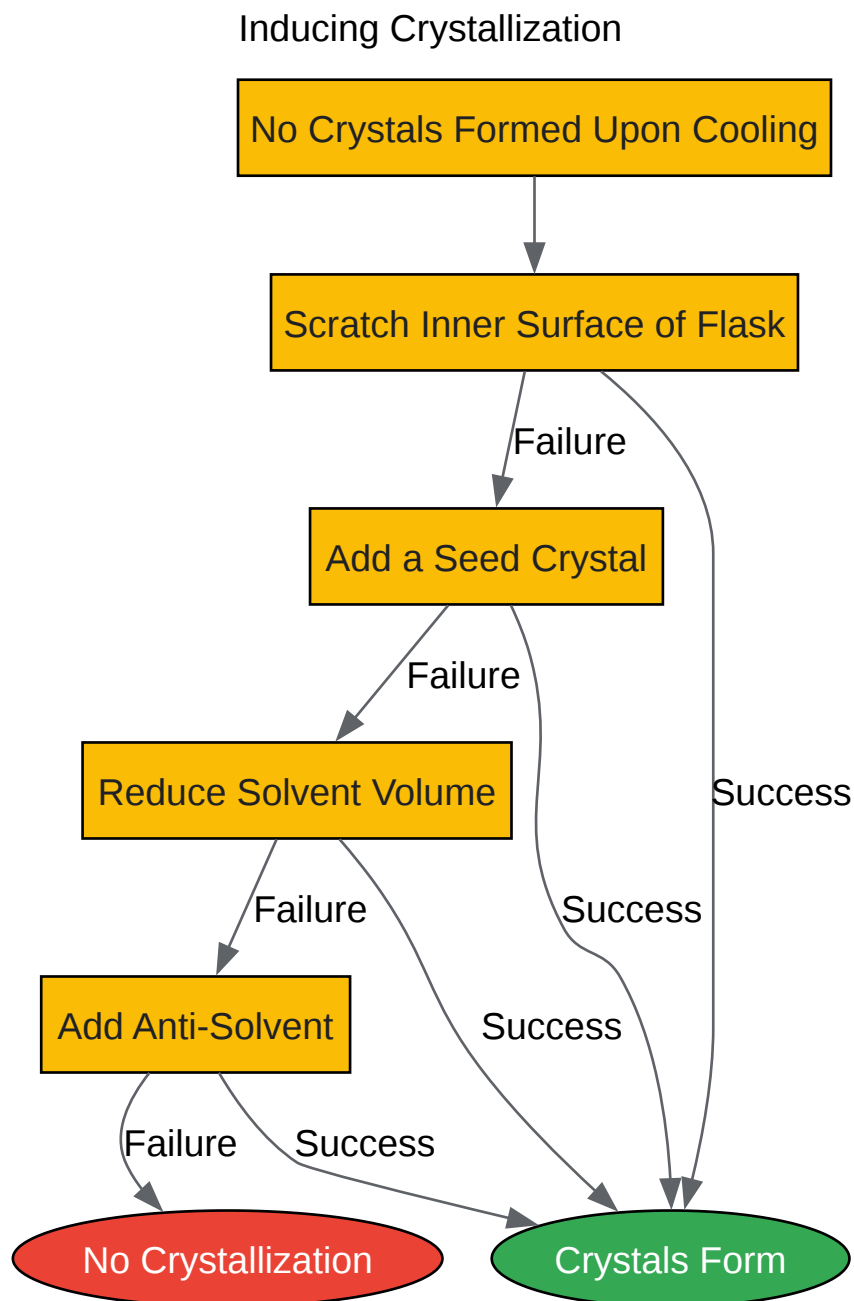 Inducing Crystallization
No Crystals Formed Upon Cooling
Scratch Inner Surface of Flask
Failure
Add a Seed Crystal
Failure
Reduce Solvent Volume
Success
Failure
Success
Add Anti-Solvent
Success
Failure
Success
No Crystallization
Crystals Form